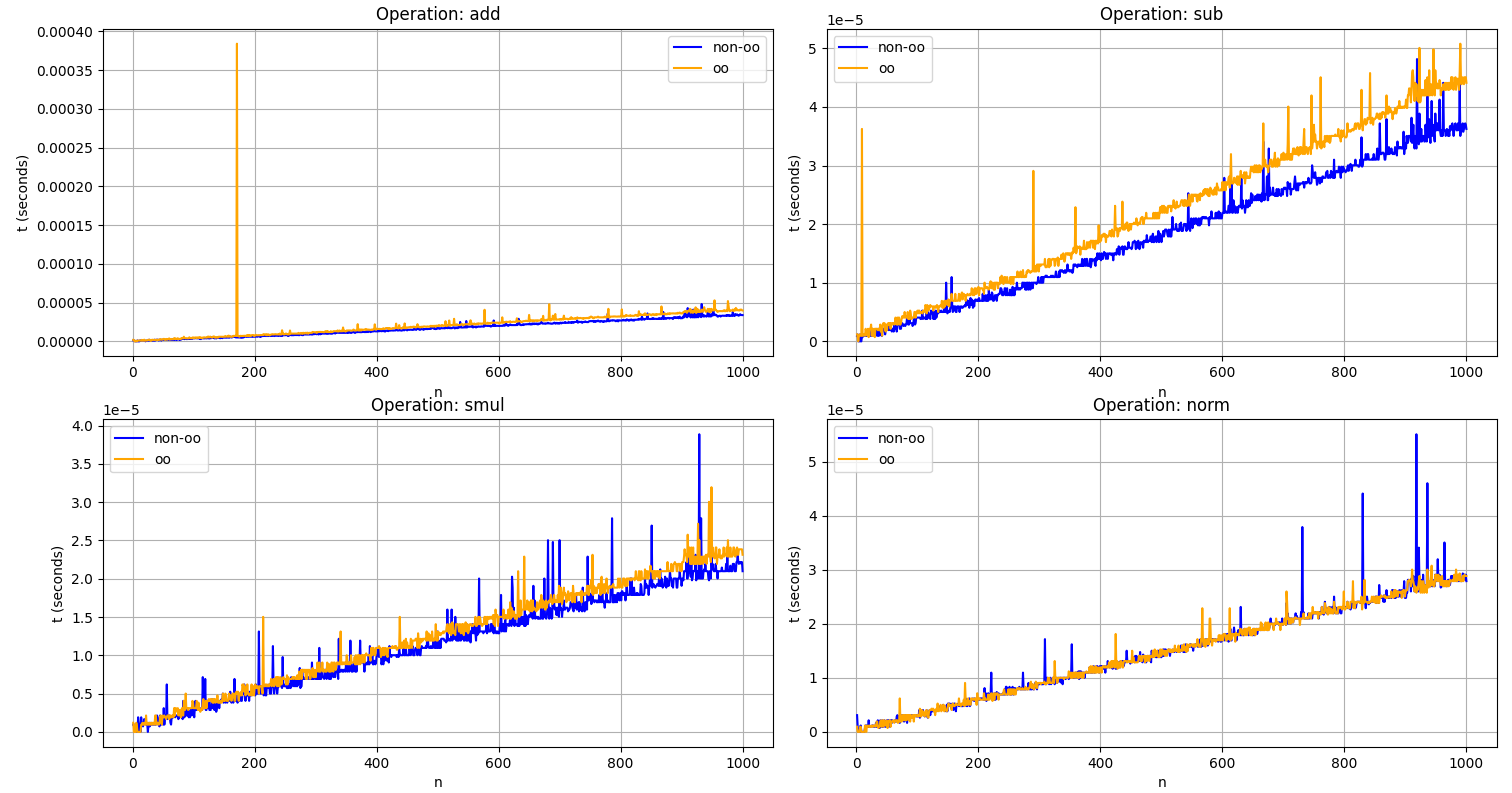 Operation: add
0.00040
0.00035
0.00030
0.00025
0.00020
0.00015
0.00010
0.00005
0.00000
t (seconds)
non-oo
oo
0 200 400 600 800 1000
n
Operation: sub
1e−5
5
4
3
2
1
0
t (seconds)
non-oo
oo
0 200 400 600 800 1000
n
Operation: smul
1e−5
4.0
3.5
3.0
2.5
2.0
1.5
1.0
0.5
0.0
t (seconds)
non-oo
oo
0 200 400 600 800 1000
n
Operation: norm
1e−5
5
4
3
2
1
0
t (seconds)
non-oo
oo
0 200 400 600 800 1000
n